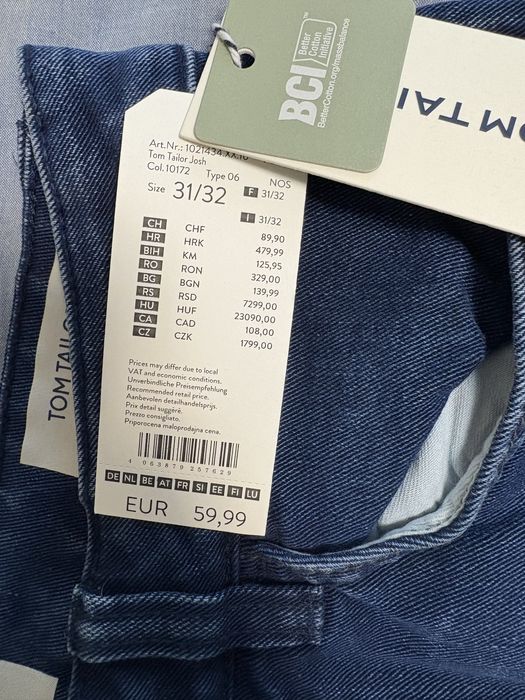 BCI
Better
Cotton
Initiative
BetterCotton.org/massbalance
TOM TAI
Art.Nr.: 1021434.XX.10
Tom Tailor Josh
Col.10172 Type 06 NOS
Size 31/32 F 31/32
I 31/32
CH CHF 89,90
HR HRK 479,99
BIH KM 125,95
RO RON 329,00
BG BGN 139,99
RS RSD 7299,00
HU HUF 23090,00
CA CAD 108,00
CZ CZK 1799,00
Prices may differ due to local
VAT and economic conditions.
Unverbindliche Preisempfehlung
Recommended retail price.
Aanbevolen detailhandelsprijs.
Prix detail suggéré.
Prezzo consigliato.
Priporocena maloprodajna cena.
4 063879 257629
DE NL BE AT FR SI EE FI LU
EUR 59,99
TOM TAILO